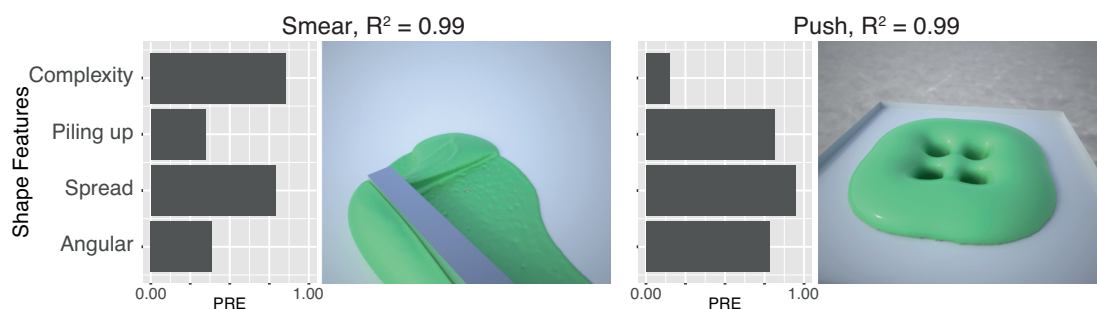 Smear, R² = 0.99
Push, R² = 0.99
Shape Features
Complexity
Piling up
Spread
Angular
0.00
1.00
PRE
0.00
1.00
PRE